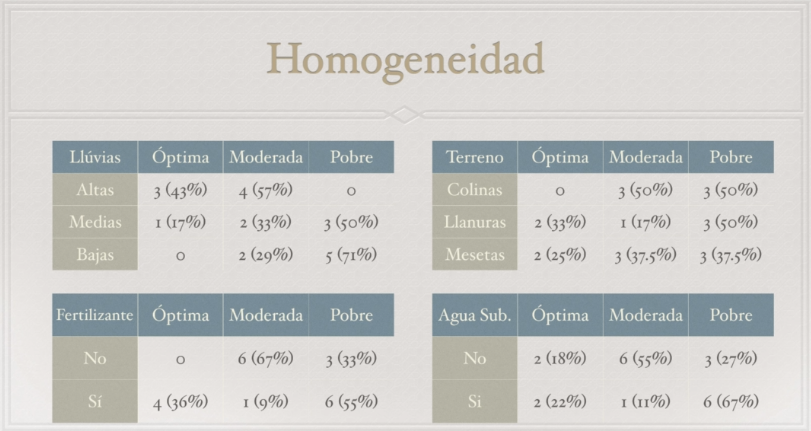 Homogeneidad
Llúvias Óptima Moderada Pobre
Altas 3 (43%) 4 (57%) 0
Medias 1 (17%) 2 (33%) 3 (50%)
Bajas 0 2 (29%) 5 (71%)
Terreno Óptima Moderada Pobre
Colinas 0 3 (50%) 3 (50%)
Llanuras 2 (33%) 1 (17%) 3 (50%)
Mesetas 2 (25%) 3 (37.5%) 3 (37.5%)
Fertilizante Óptima Moderada Pobre
No 0 6 (67%) 3 (33%)
Sí 4 (36%) 1 (9%) 6 (55%)
Agua Sub. Óptima Moderada Pobre
No 2 (18%) 6 (55%) 3 (27%)
Si 2 (22%) 1 (11%) 6 (67%)